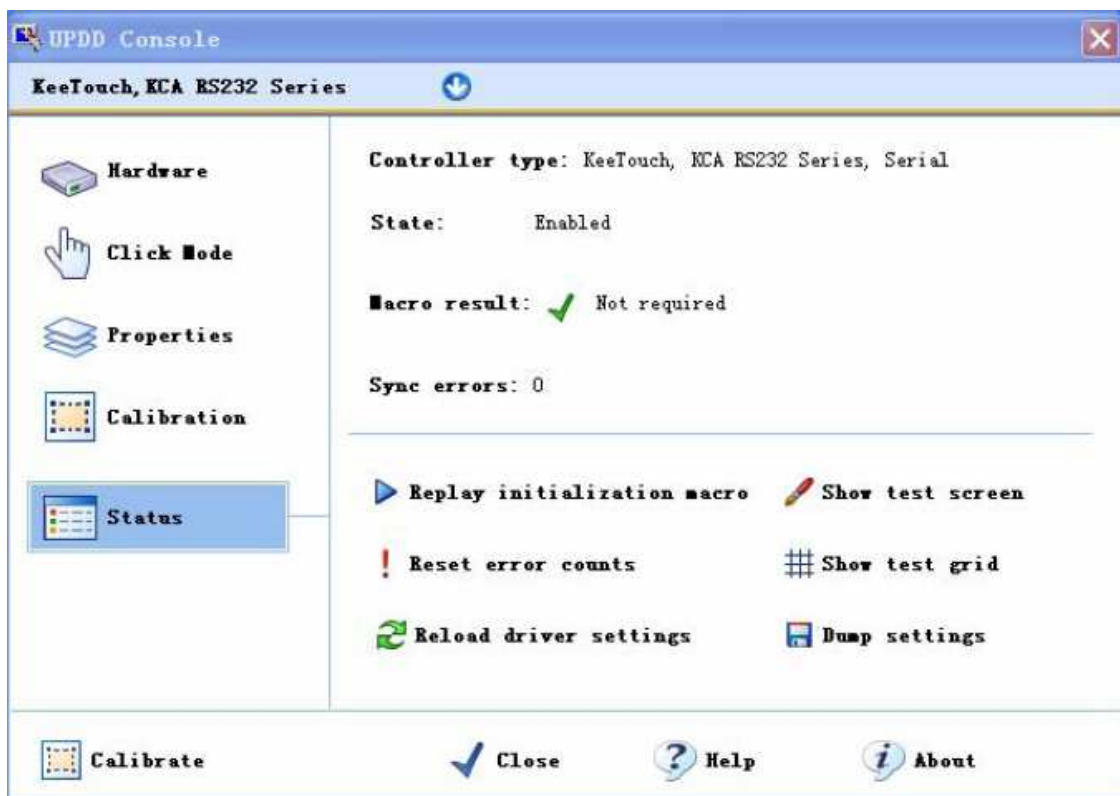 UPDD Console
KeeTouch, KCA RS232 Series
Hardware
Click Mode
Properties
Calibration
Status
Controller type: KeeTouch, KCA RS232 Series, Serial
State: Enabled
Macro result: Not required
Sync errors: 0
Replay initialization macro
Show test screen
Reset error counts
Show test grid
Reload driver settings
Dump settings
Calibrate
Close
Help
About